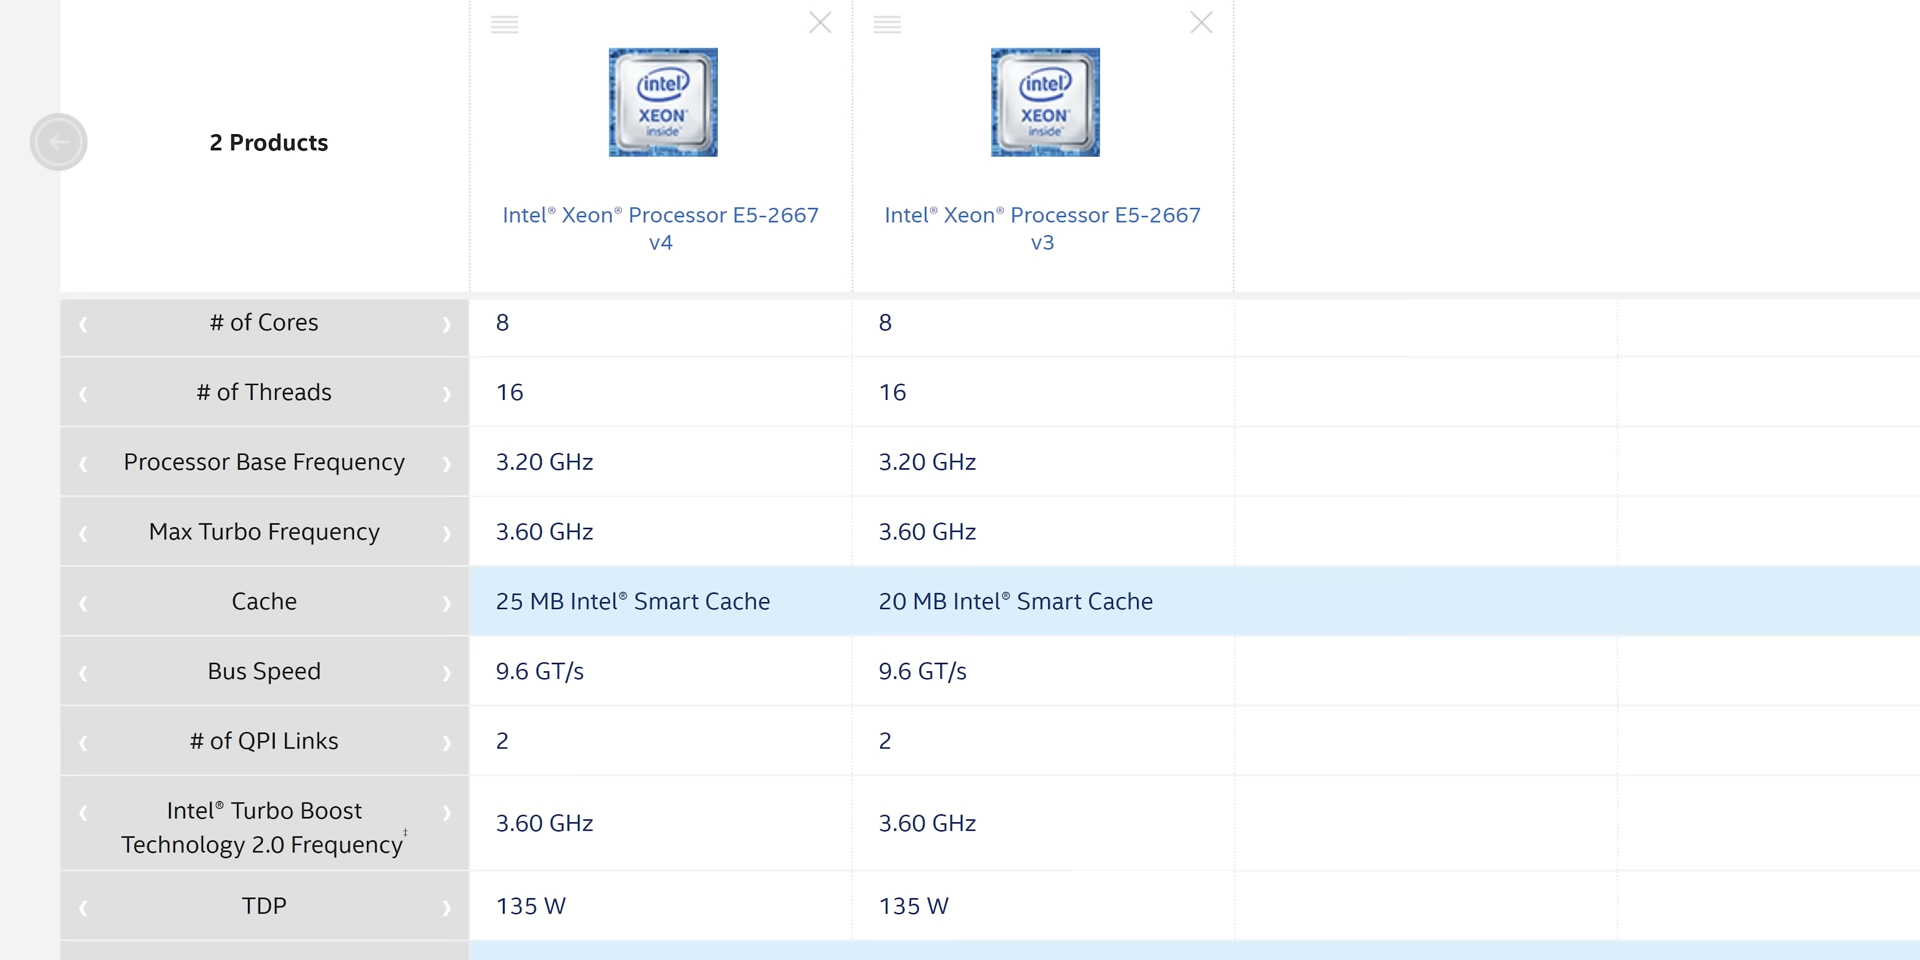 intel®
XEON®
inside™
intel®
XEON®
inside™
2 Products
Intel® Xeon® Processor E5-2667
v4
Intel® Xeon® Processor E5-2667
v3
# of Cores 8 8
# of Threads 16 16
Processor Base Frequency 3.20 GHz 3.20 GHz
Max Turbo Frequency 3.60 GHz 3.60 GHz
Cache 25 MB Intel® Smart Cache 20 MB Intel® Smart Cache
Bus Speed 9.6 GT/s 9.6 GT/s
# of QPI Links 2 2
Intel® Turbo Boost
Technology 2.0 Frequency‡ 3.60 GHz 3.60 GHz
TDP 135 W 135 W